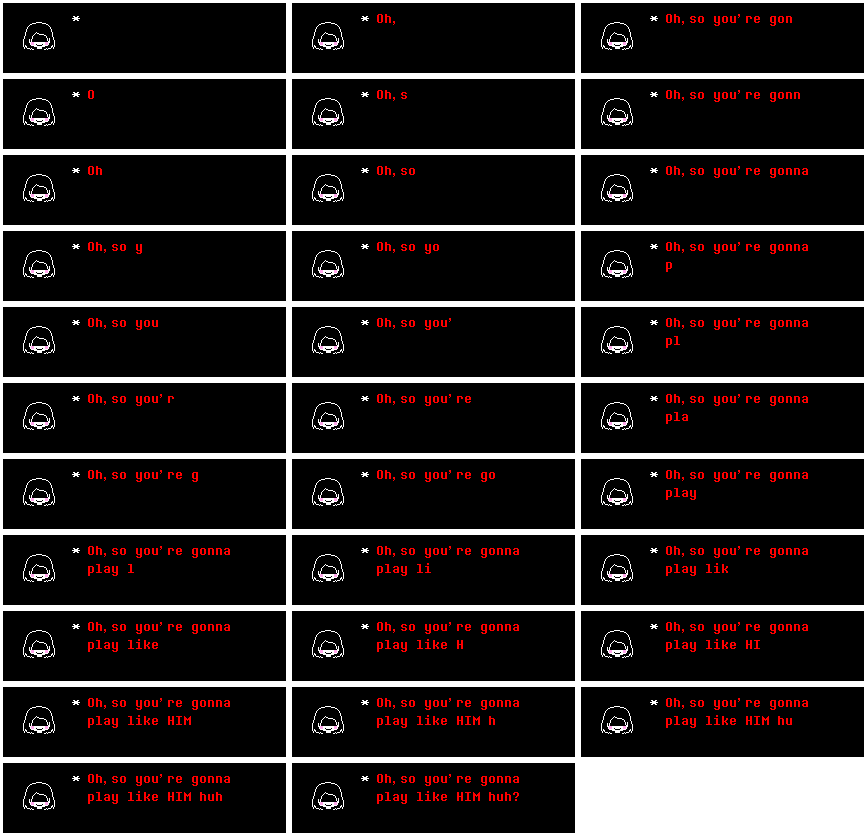 *
* Oh,
* Oh, so you're gon
* O
* Oh, s
* Oh, so you're gonn
* Oh
* Oh, so
* Oh, so you're gonna
* Oh, so y
* Oh, so yo
* Oh, so you're gonna
p
* Oh, so you
* Oh, so you'
* Oh, so you're gonna
pl
* Oh, so you'r
* Oh, so you're
* Oh, so you're gonna
pla
* Oh, so you're g
* Oh, so you're go
* Oh, so you're gonna
play
* Oh, so you're gonna
play l
* Oh, so you're gonna
play li
* Oh, so you're gonna
play lik
* Oh, so you're gonna
play like
* Oh, so you're gonna
play like H
* Oh, so you're gonna
play like HI
* Oh, so you're gonna
play like HIM
* Oh, so you're gonna
play like HIM h
* Oh, so you're gonna
play like HIM hu
* Oh, so you're gonna
play like HIM huh
* Oh, so you're gonna
play like HIM huh?